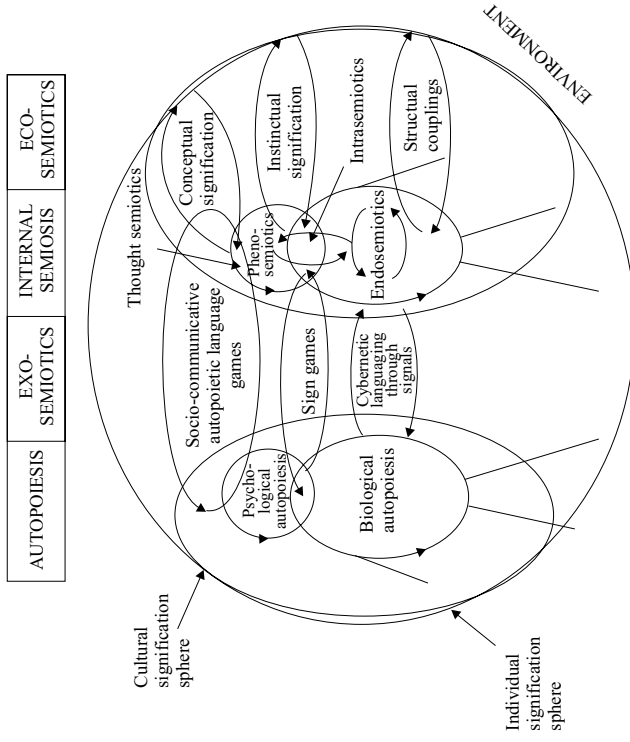 AUTOPOIESIS
EXO-
SEMIOTICS
INTERNAL
SEMIOSIS
ECO-
SEMIOTICS
Cultural
signification
sphere
Thought semiotics
Socio-communicative
autopoietic language
games
Conceptual
signification
Psycho-
logical
autopoiesis
Pheno-
semiotics
Instinctual
signification
Sign games
Intrasemiotics
Biological
autopoiesis
Cybernetic
languaging
through
signals
Endosemiotics
Structual
couplings
ENVIRONMENT
Individual
signification
sphere